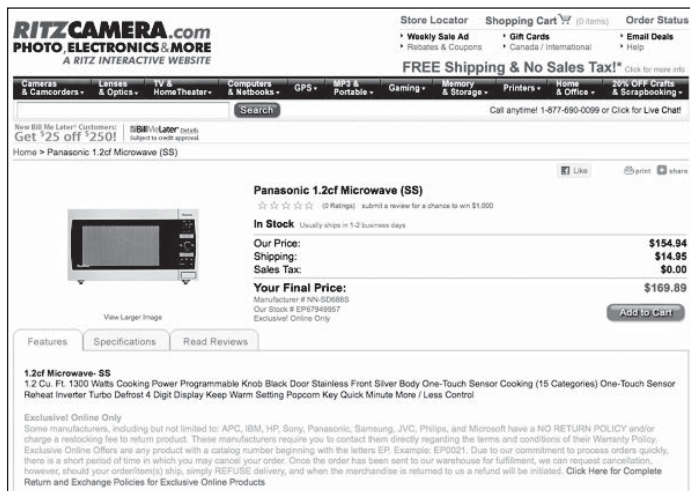 RITZCAMERA.com
PHOTO, ELECTRONICS & MORE
A RITZ INTERACTIVE WEBSITE
Store Locator Shopping Cart (0 items) Order Status
Weekly Sale Ad Gift Cards Email Deals
Rebates & Coupons Canada / International Help
FREE Shipping & No Sales Tax!* Click for more info
Cameras & Camcorders Lenses & Optics TV & HomeTheater Computers & Netbooks GPS MP3 & Portable Gaming Memory & Storage Printers Home & Office 20% OFF Crafts & Scrapbooking
Search Call anytime! 1-877-690-0099 or Click for Live Chat!
New Bill Me Later® Customers: BillMeLater Details
Get $25 off $250! Subject to credit approval.
Home > Panasonic 1.2cf Microwave (SS)
Like print share
Panasonic 1.2cf Microwave (SS)
(0 Ratings) submit a review for a chance to win $1,000
In Stock Usually ships in 1-2 business days
Our Price: $154.94
Shipping: $14.95
Sales Tax: $0.00
Your Final Price: $169.89
Manufacturer # NN-SD688S
Our Stock # EP67949957
Exclusive! Online Only
Add to Cart
View Larger Image
Features Specifications Read Reviews
1.2cf Microwave- SS
1.2 Cu. Ft. 1300 Watts Cooking Power Programmable Knob Black Door Stainless Front Silver Body One-Touch Sensor Cooking (15 Categories) One-Touch Sensor
Reheat Inverter Turbo Defrost 4 Digit Display Keep Warm Setting Popcorn Key Quick Minute More / Less Control
Exclusive! Online Only
Some manufacturers, including but not limited to: APC, IBM, HP, Sony, Panasonic, Samsung, JVC, Philips, and Microsoft have a NO RETURN POLICY and/or
charge a restocking fee to return product. These manufacturers require you to contact them directly regarding the terms and conditions of their Warranty Policy.
Exclusive Online Offers are any product with a catalog number beginning with the letters EP. Example: EP0021. Due to our commitment to process orders quickly,
there is a short period of time in which you may cancel your order. Once the order has been sent to our warehouse for fulfillment, we can request cancellation,
however, should your order/item(s) ship, simply REFUSE delivery, and when the merchandise is returned to us a refund will be initiated. Click Here for Complete
Return and Exchange Policies for Exclusive Online Products